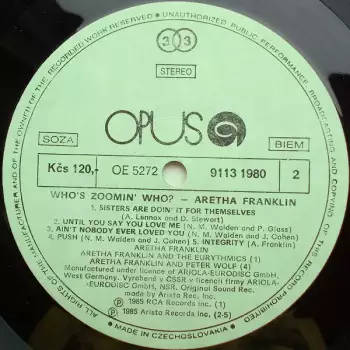 ALL RIGHTS OF THE MANUFACTURER AND OF THE OWNER OF THE RECORDED WORK RESERVED • UNAUTHORIZED PUBLIC PERFORMANCE, BROADCASTING AND COPYING OF THIS RECORD PROHIBITED
33
STEREO
OPUS
SOZA
BIEM
Kčs 120,- OE 5272 9113 1980 2
WHO'S ZOOMIN' WHO? — ARETHA FRANKLIN
1. SISTERS ARE DOIN' IT FOR THEMSELVES
(A. Lennox and D. Stewart)
2. UNTIL YOU SAY YOU LOVE ME (N. M. Walden and P. Glass)
3. AIN'T NOBODY EVER LOVED YOU (N. M. Walden and J. Cohen)
4. PUSH (N. M. Walden and J. Cohen) 5. INTEGRITY (A. Franklin)
ARETHA FRANKLIN AND THE EURYTHMICS (1)
ARETHA FRANKLIN AND PETER WOLF (4)
Manufactured under license of ARIOLA-EURODISC GmbH,
West Germany. Vyrobené v ČSSR v licencii firmy ARIOLA-
-EURODISC GmbH, NSR. Original Sound Rec.
made by Arista Rec. Inc.
Ⓟ 1985 RCA Records Inc. (1)
Ⓟ 1985 Arista Records Inc. (2-5)
• MADE IN CZECHOSLOVAKIA •